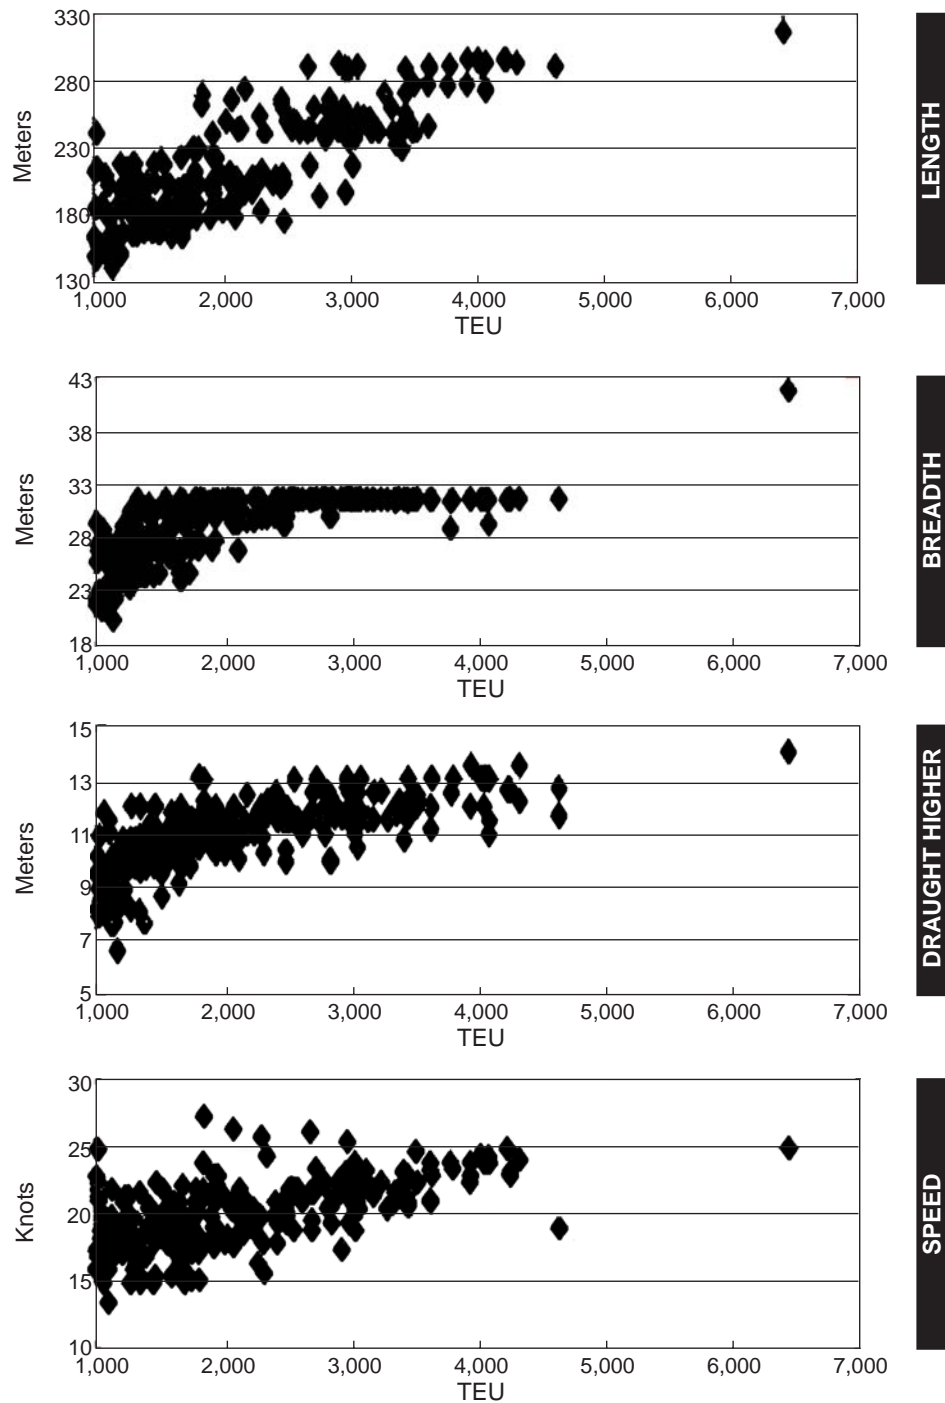 330
280
230
180
130
Meters
1,000 2,000 3,000 4,000 5,000 6,000 7,000
TEU
LENGTH
43
38
33
28
23
18
Meters
1,000 2,000 3,000 4,000 5,000 6,000 7,000
TEU
BREADTH
15
13
11
9
7
5
Meters
1,000 2,000 3,000 4,000 5,000 6,000 7,000
TEU
DRAUGHT HIGHER
30
25
20
15
10
Knots
1,000 2,000 3,000 4,000 5,000 6,000 7,000
TEU
SPEED